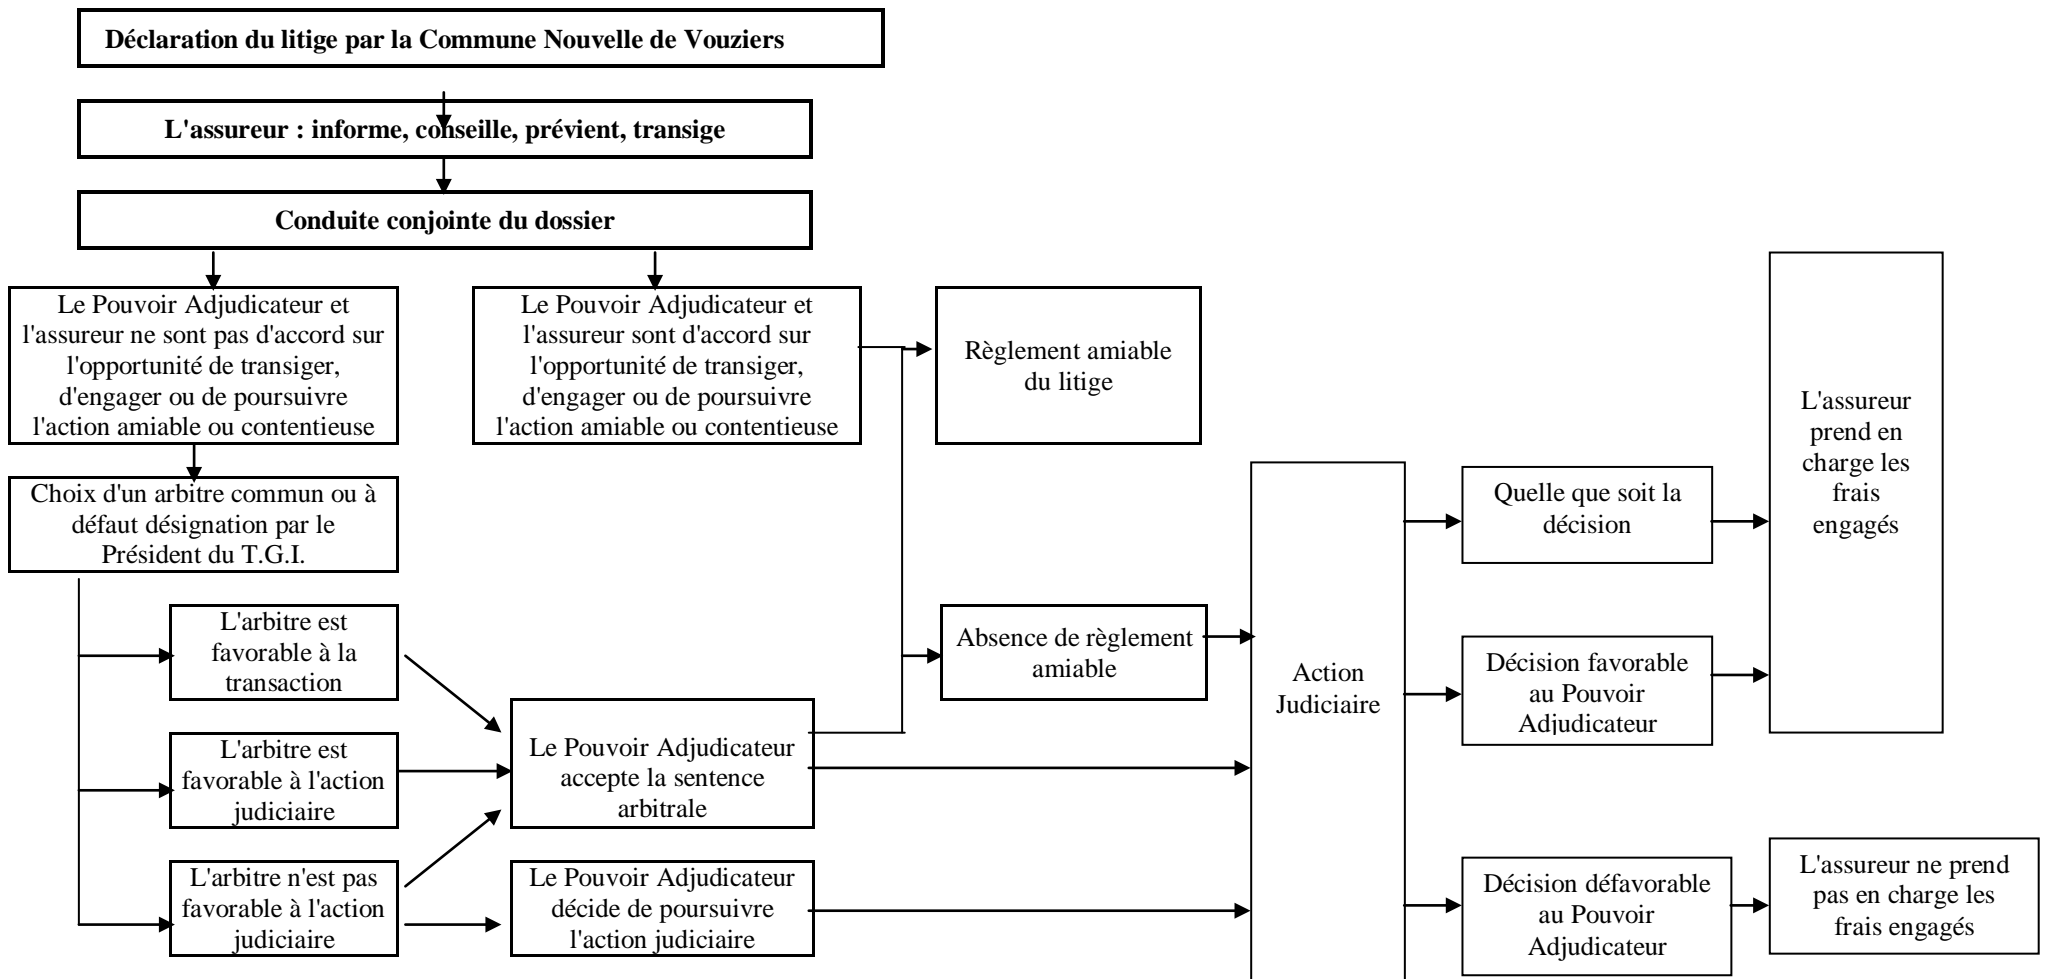 Déclaration du litige par la Commune Nouvelle de Vouziers
L'assureur : informe, conseille, prévient, transige
Conduite conjointe du dossier
Le Pouvoir Adjudicateur et
l'assureur ne sont pas d'accord sur
l'opportunité de transiger,
d'engager ou de poursuivre
l'action amiable ou contentieuse
Le Pouvoir Adjudicateur et
l'assureur sont d'accord sur
l'opportunité de transiger,
d'engager ou de poursuivre
l'action amiable ou contentieuse
Règlement amiable
du litige
L'assureur
prend en
charge les
frais
engagés
Choix d'un arbitre commun ou à
défaut désignation par le
Président du T.G.I.
Quelle que soit la
décision
L'arbitre est
favorable à la
transaction
Absence de règlement
amiable
Action
Judiciaire
Décision favorable
au Pouvoir
Adjudicateur
L'arbitre est
favorable à l'action
judiciaire
Le Pouvoir Adjudicateur
accepte la sentence
arbitrale
L'arbitre n'est pas
favorable à l'action
judiciaire
Le Pouvoir Adjudicateur
décide de poursuivre
l'action judiciaire
Décision défavorable
au Pouvoir
Adjudicateur
L'assureur ne prend
pas en charge les
frais engagés